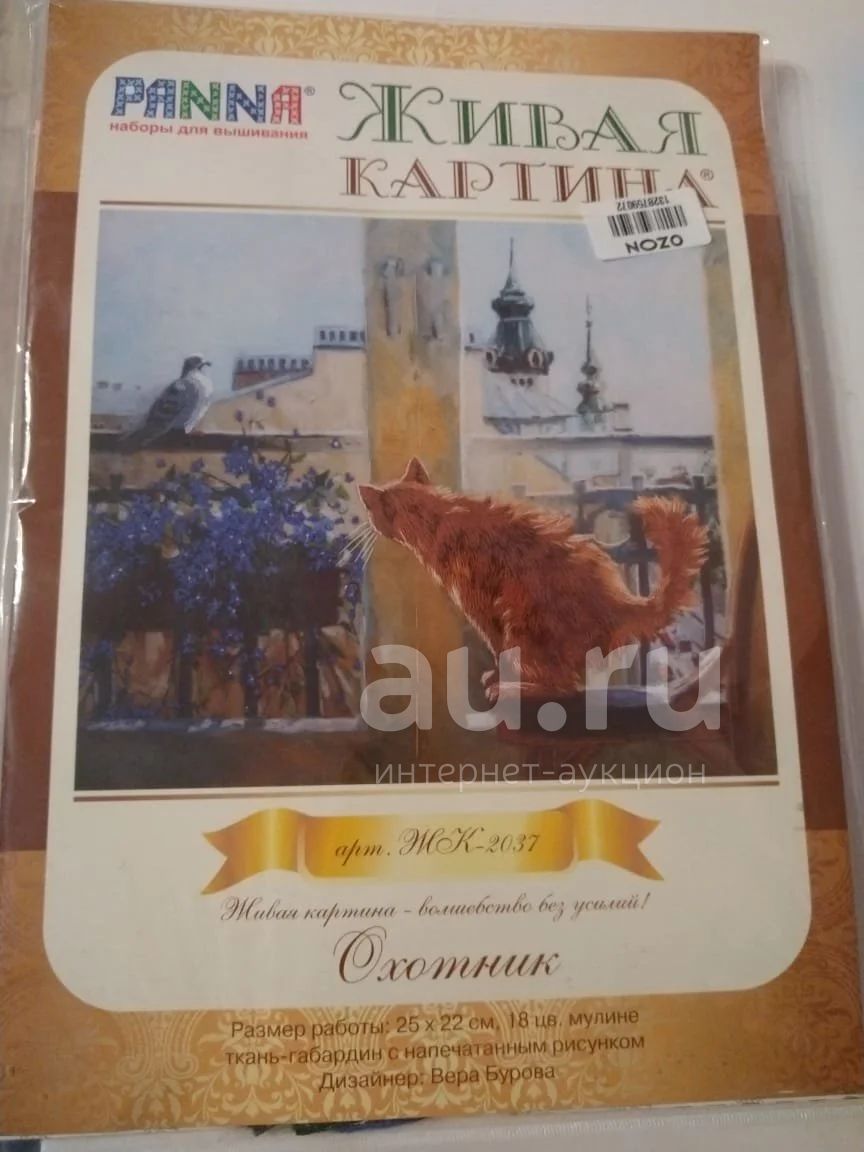 PANNA®
наборы для вышивания
Живая
картина®
OZON
1328759072
au.ru
интернет-аукцион
арт. ЖК-2037
Живая картина - волшебство без усилий!
Охотник
Размер работы: 25 х 22 см, 18 цв. мулине
ткань-габардин с напечатанным рисунком
Дизайнер: Вера Бурова